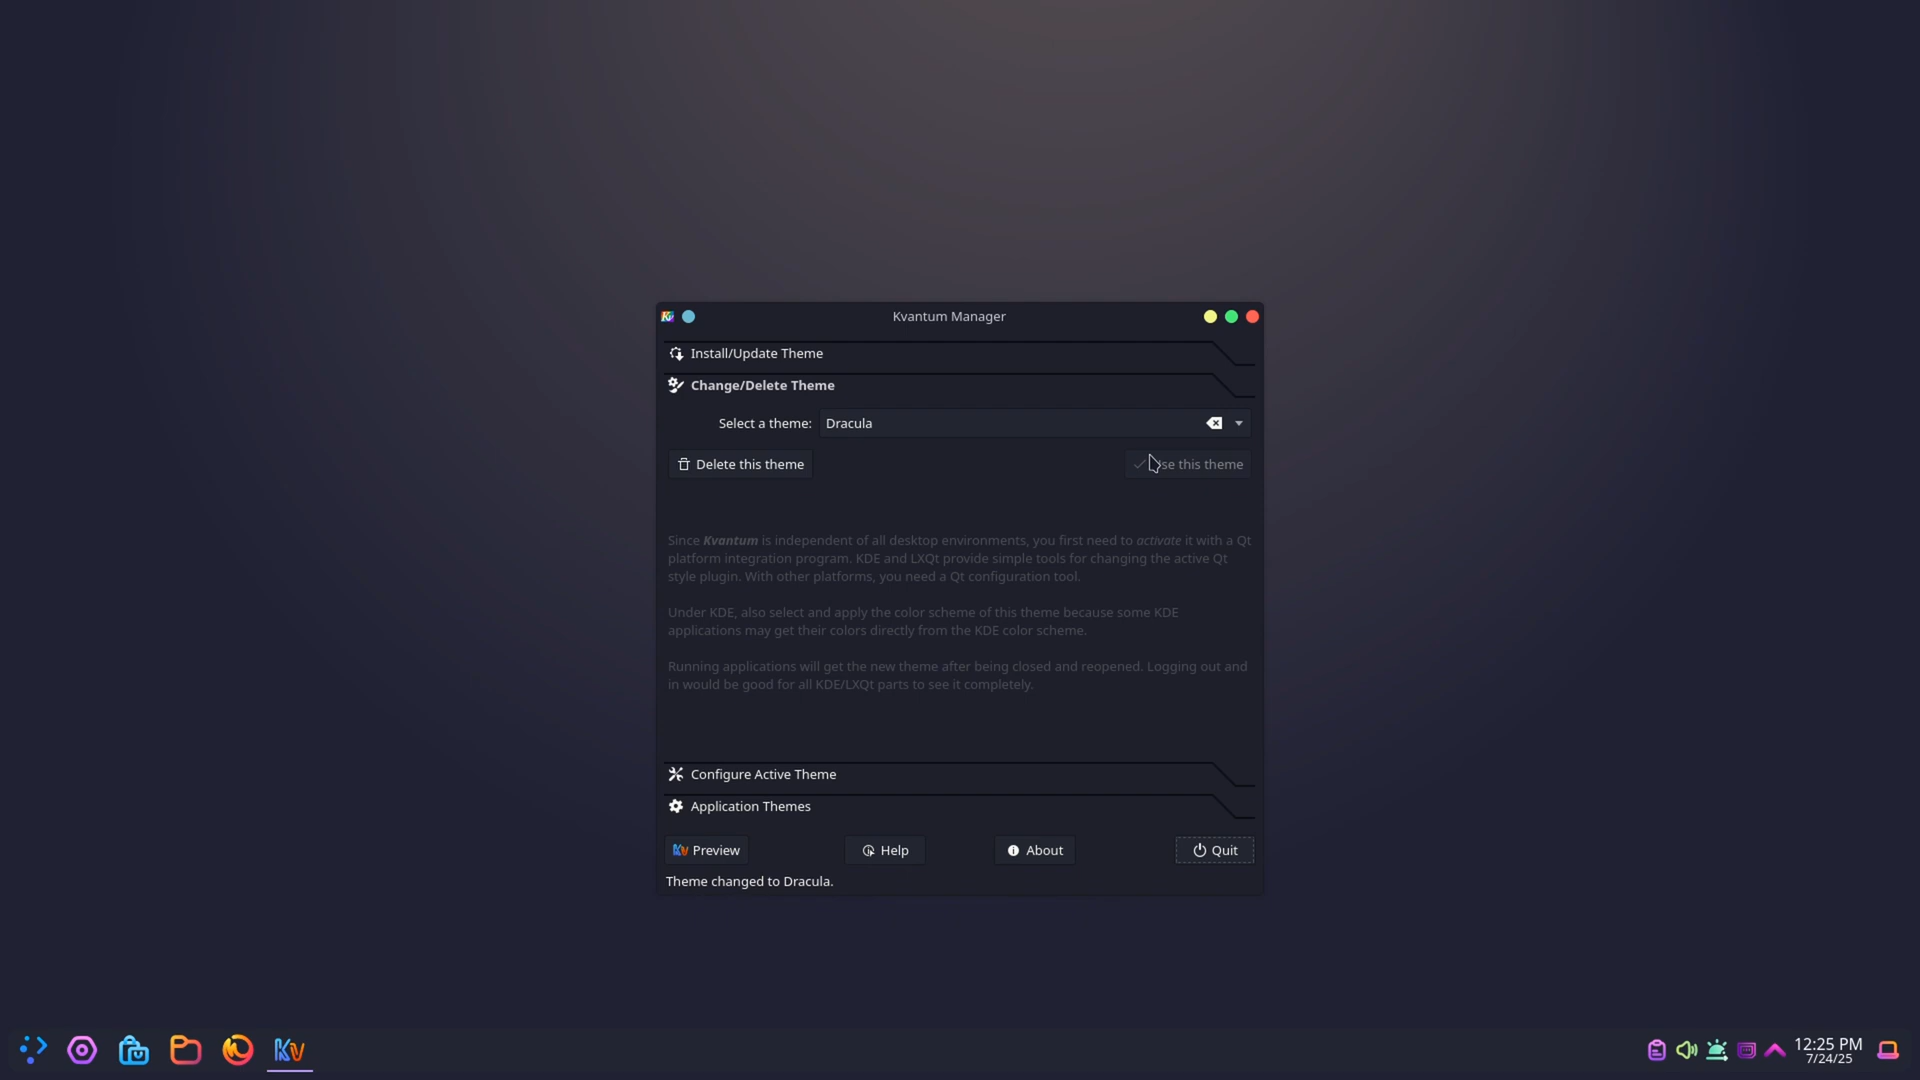 Kvantum Manager
Install/Update Theme
Change/Delete Theme
Select a theme: Dracula
Delete this theme
se this theme
Since Kvantum is independent of all desktop environments, you first need to activate it with a Qt
platform integration program. KDE and LXQt provide simple tools for changing the active Qt
style plugin. With other platforms, you need a Qt configuration tool.
Under KDE, also select and apply the color scheme of this theme because some KDE
applications may get their colors directly from the KDE color scheme.
Running applications will get the new theme after being closed and reopened. Logging out and
in would be good for all KDE/LXQt parts to see it completely.
Configure Active Theme
Application Themes
Preview
Help
About
Quit
Theme changed to Dracula.
12:25 PM
7/24/25